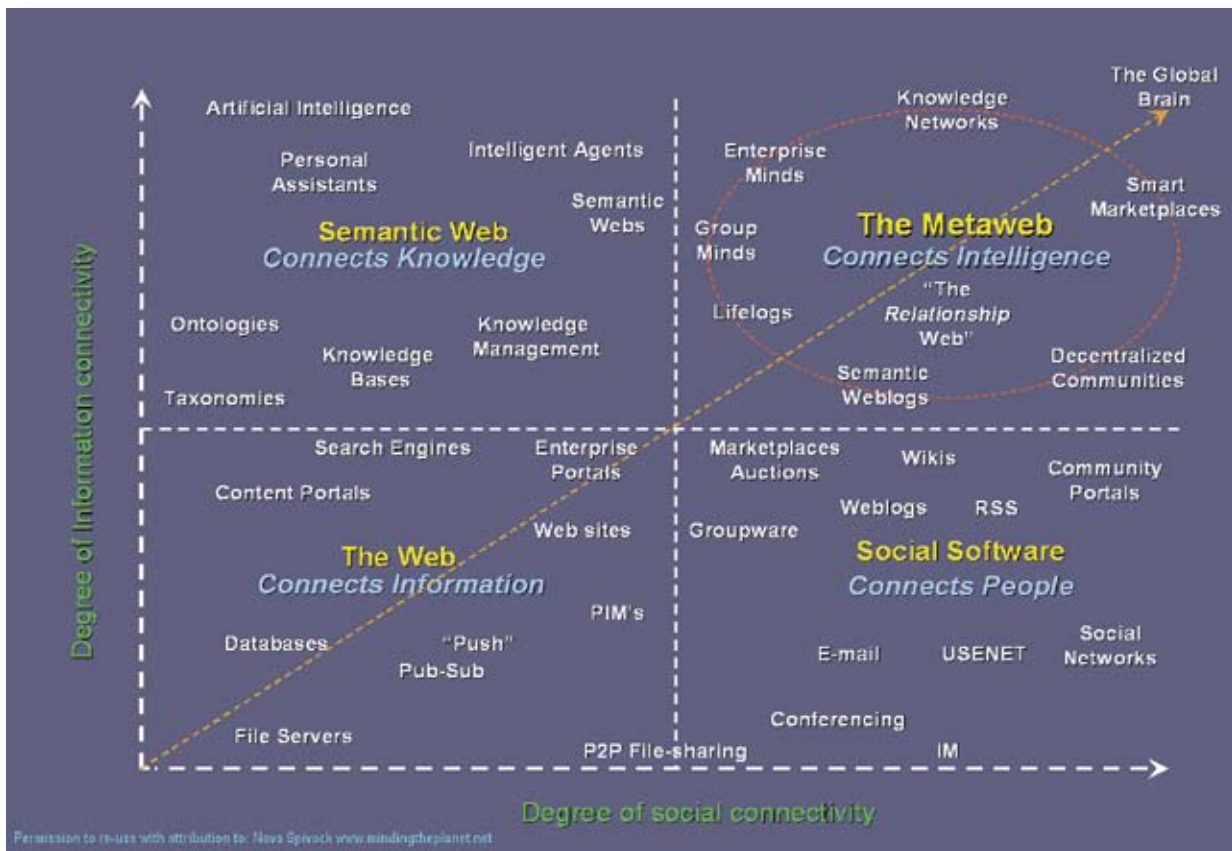 The Global
Brain
Artificial Intelligence
Knowledge
Networks
Personal
Assistants
Intelligent Agents
Enterprise
Minds
Semantic
Webs
Smart
Marketplaces
Semantic Web
Connects Knowledge
Group
Minds
The Metaweb
Connects Intelligence
"The
Relationship
Web"
Lifelogs
Ontologies
Knowledge
Management
Knowledge
Bases
Taxonomies
Semantic
Weblogs
Decentralized
Communities
Search Engines
Enterprise
Portals
Content Portals
Web sites
The Web
Connects Information
PIM's
Databases
"Push"
Pub-Sub
File Servers
P2P File-sharing
Marketplaces
Auctions
Wikis
Community
Portals
Weblogs
RSS
Groupware
Social Software
Connects People
E-mail
USENET
Social
Networks
Conferencing
IM
Degree of Information connectivity
Degree of social connectivity
Permission to re-use with attribution to: Nova Spivack www.mindingtheplanet.net